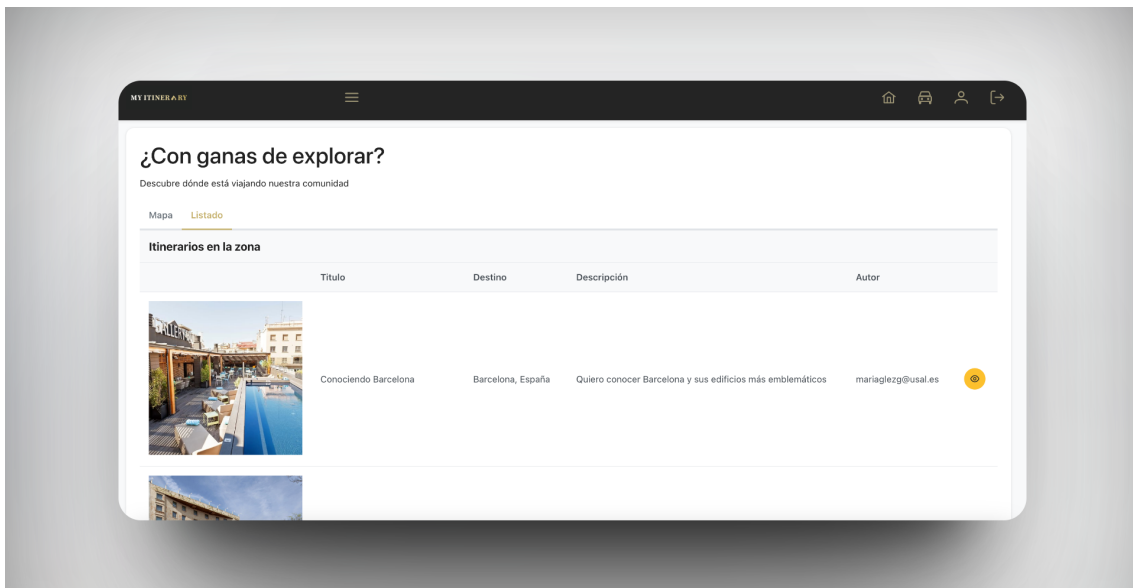 MY ITINERARY
¿Con ganas de explorar?
Descubre dónde está viajando nuestra comunidad
Mapa Listado
Itinerarios en la zona
Título Destino Descripción Autor
Conociendo Barcelona Barcelona, España Quiero conocer Barcelona y sus edificios más emblemáticos mariaglezg@usal.es